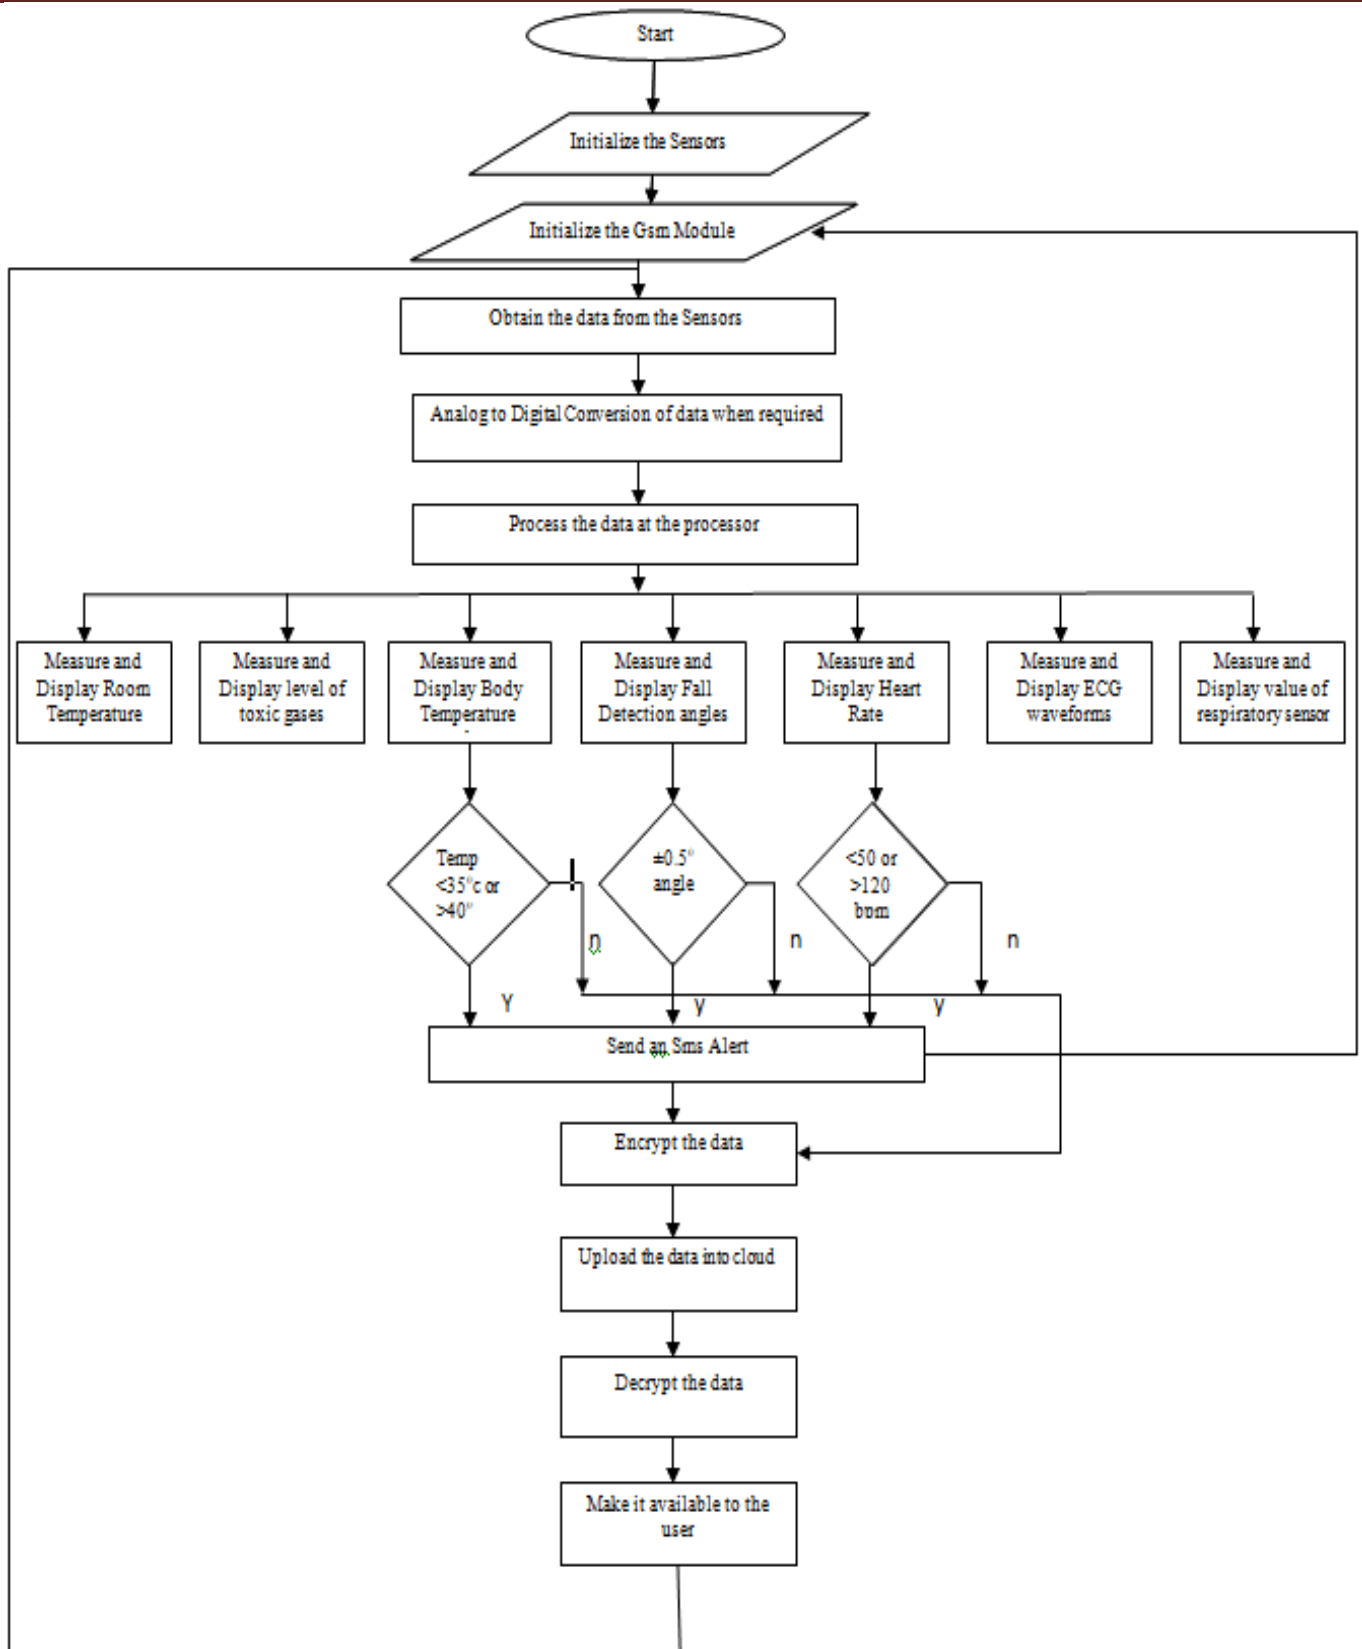 Start
Initialize the Sensors
Initialize the Gsm Module
Obtain the data from the Sensors
Analog to Digital Conversion of data when required
Process the data at the processor
Measure and
Display Room
Temperature
Measure and
Display level of
toxic gases
Measure and
Display Body
Temperature
Measure and
Display Fall
Detection angles
Measure and
Display Heart
Rate
Measure and
Display ECG
waveforms
Measure and
Display value of
respiratory sensor
Temp
<35°c or
>40°
n
±0.5°
angle
n
<50 or
>120
bpm
n
Y
y
y
Send an Sms Alert
Encrypt the data
Upload the data into cloud
Decrypt the data
Make it available to the
user